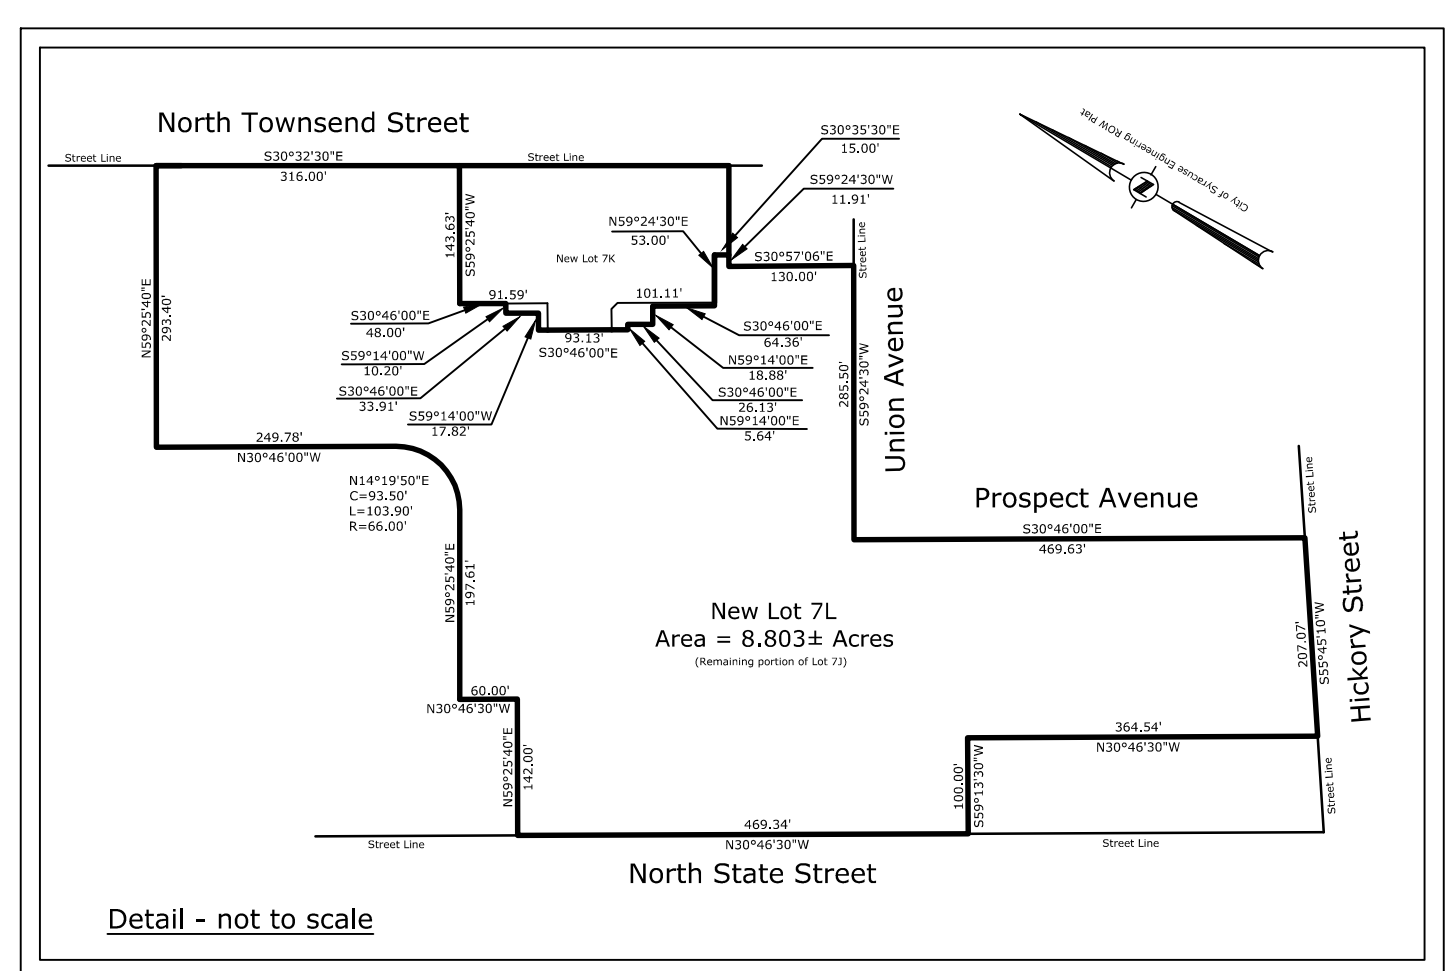 North Townsend Street
Street Line
S30°32'30"E
316.00'
Street Line
S30°35'30"E
15.00'
S59°24'30"W
11.91'
City of Syracuse Engineering ROW Plat
N
N59°24'30"E
53.00'
143.63'
S59°25'40"W
New Lot 7K
S30°57'06"E
130.00'
Street Line
N59°25'40"E
293.40'
91.59'
101.11'
S30°46'00"E
48.00'
93.13'
S30°46'00"E
S30°46'00"E
64.36'
S59°14'00"W
10.20'
N59°14'00"E
18.88'
S30°46'00"E
33.91'
S30°46'00"E
26.13'
S59°14'00"W
17.82'
N59°14'00"E
5.64'
285.50'
S59°24'30"W
Union Avenue
249.78'
N30°46'00"W
N14°19'50"E
C=93.50'
L=103.90'
R=66.00'
Prospect Avenue
S30°46'00"E
469.63'
Street Line
Hickory Street
N59°25'40"E
197.61'
New Lot 7L
Area = 8.803± Acres
(Remaining portion of Lot 7J)
207.07'
S55°45'10"W
60.00'
N30°46'30"W
364.54'
N30°46'30"W
N59°25'40"E
142.00'
100.00'
S59°13'30"W
Street Line
469.34'
N30°46'30"W
Street Line
Street Line
North State Street
Detail - not to scale